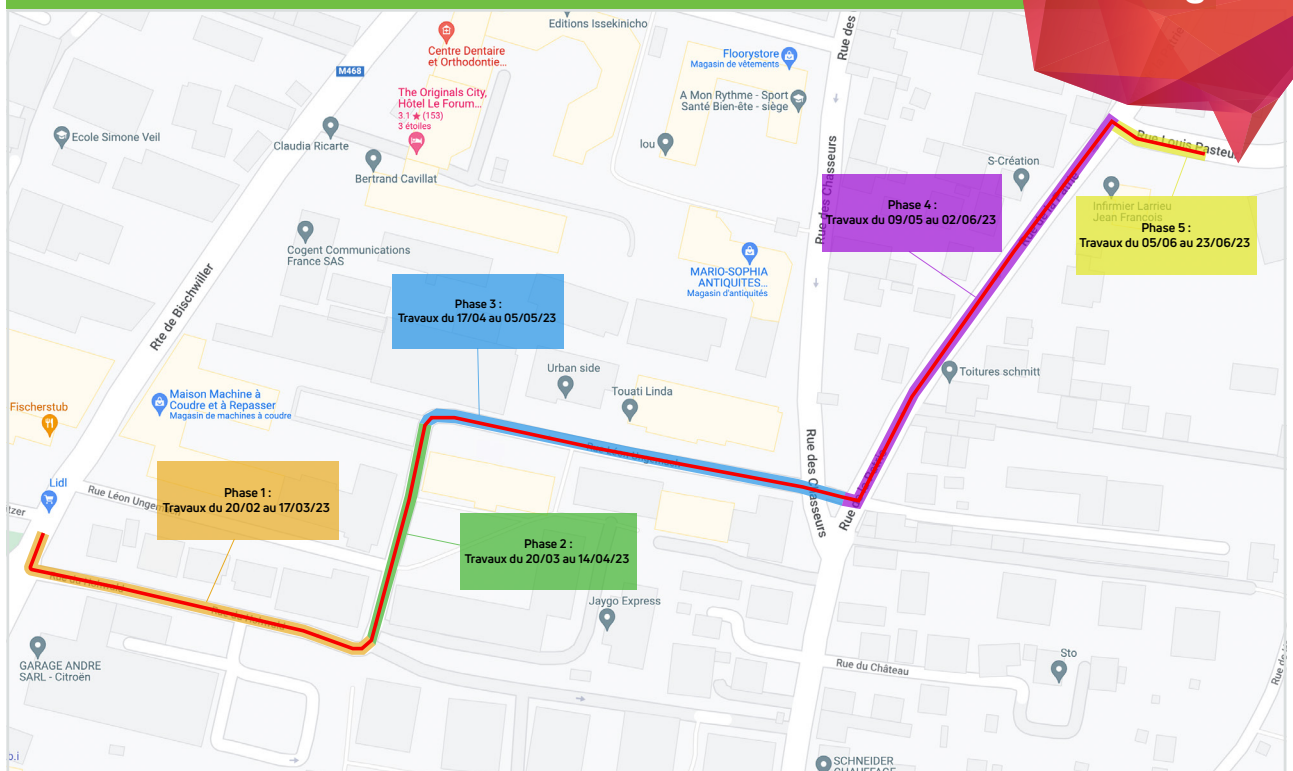 Editions Issekinicho
Centre Dentaire
et Orthodontie...
M468
The Originals City,
Hôtel Le Forum...
3.1 ★ (153)
3 étoiles
Floorystore
Magasin de vêtements
A Mon Rythme - Sport
Santé Bien-ête - siège
Rue des
Ecole Simone Veil
Claudia Ricarte
Bertrand Cavillat
lou
Rue des Chasseurs
S-Création
Rue Louis Pasteur
Infirmier Larrieu
Jean Francois
Phase 4 :
Travaux du 09/05 au 02/06/23
Phase 5 :
Travaux du 05/06 au 23/06/23
Cogent Communications
France SAS
MARIO-SOPHIA
ANTIQUITES...
Magasin d'antiquités
Rte de Bischwiller
Phase 3 :
Travaux du 17/04 au 05/05/23
Urban side
Touati Linda
Toitures schmitt
Maison Machine à
Coudre et à Repasser
Magasin de machines à coudre
Fischerstub
Lidl
Rue Léon
Phase 1 :
Travaux du 20/02 au 17/03/23
Rue des Chasseurs
Phase 2 :
Travaux du 20/03 au 14/04/23
Jaygo Express
GARAGE ANDRE
SARL - Citroën
Rue du Château
Sto
SCHNEIDER